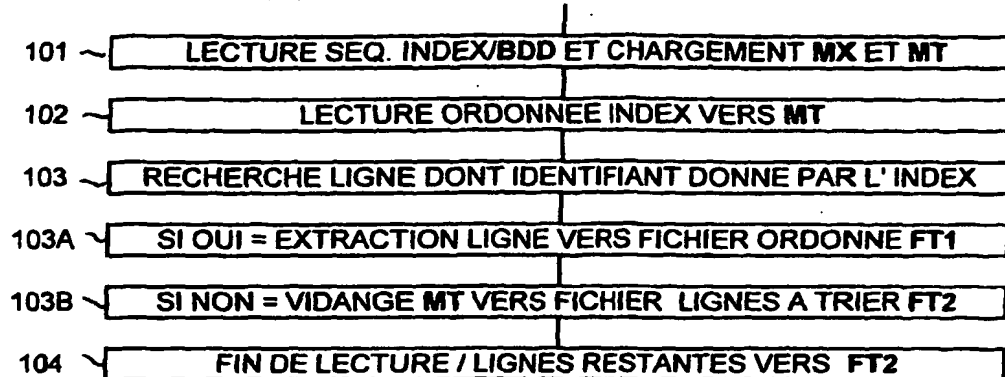 101 LECTURE SEQ. INDEX/BDD ET CHARGEMENT MX ET MT
102 LECTURE ORDONNEE INDEX VERS MT
103 RECHERCHE LIGNE DONT IDENTIFIANT DONNE PAR L' INDEX
103A SI OUI = EXTRACTION LIGNE VERS FICHIER ORDONNE FT1
103B SI NON = VIDANGE MT VERS FICHIER LIGNES A TRIER FT2
104 FIN DE LECTURE / LIGNES RESTANTES VERS FT2